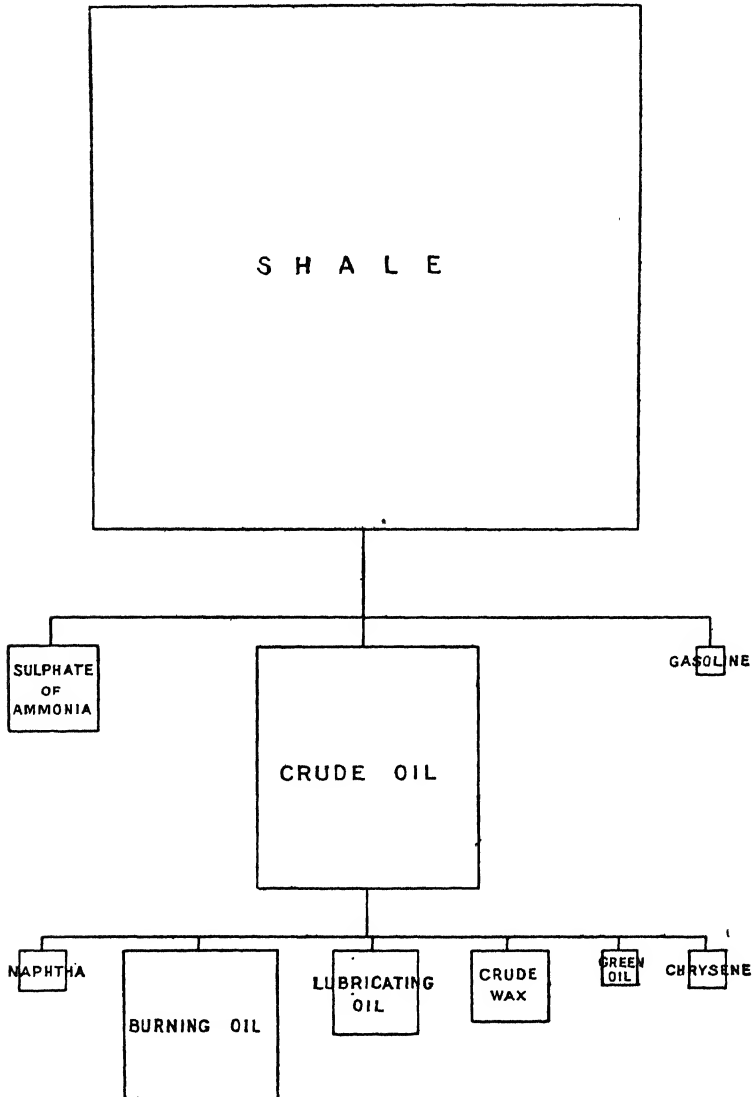 SHALE
SULPHATE
OF
AMMONIA
GASOLINE
CRUDE OIL
NAPHTHA
BURNING OIL
LUBRICATING
OIL
CRUDE
WAX
GREEN
OIL
CHRYSENE